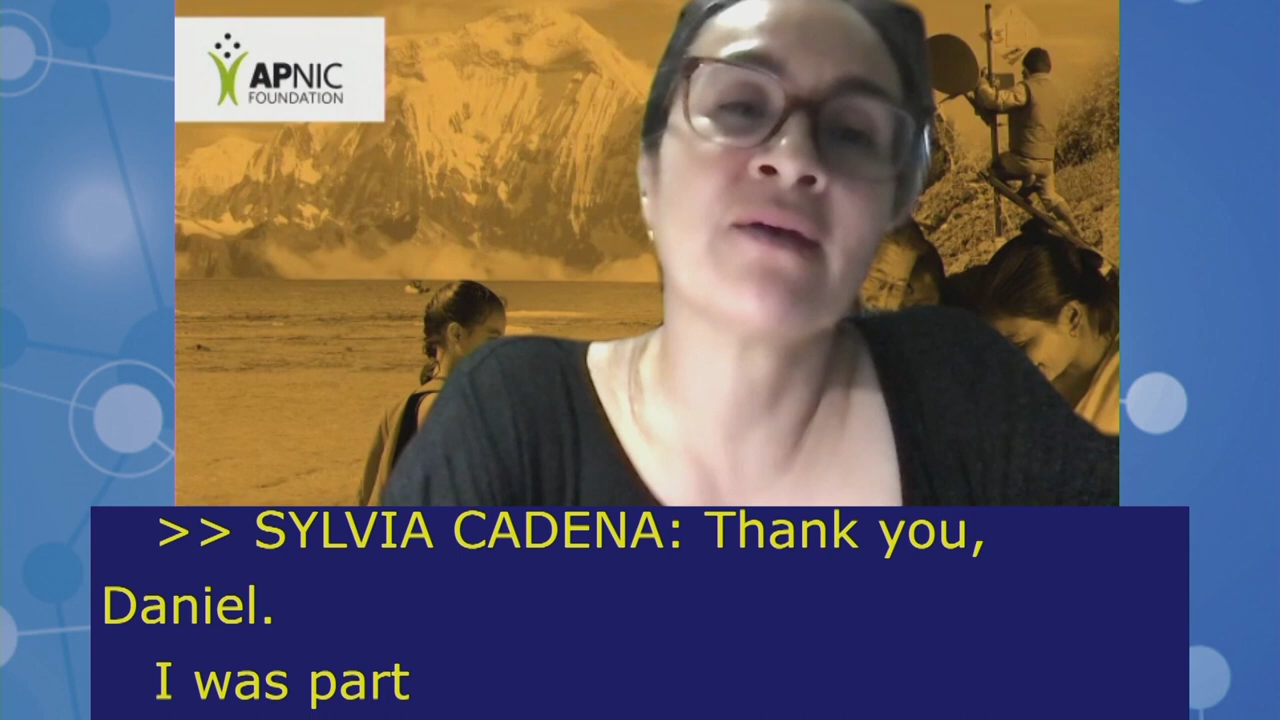 APNIC
FOUNDATION
>> SYLVIA CADENA: Thank you,
Daniel.
I was part